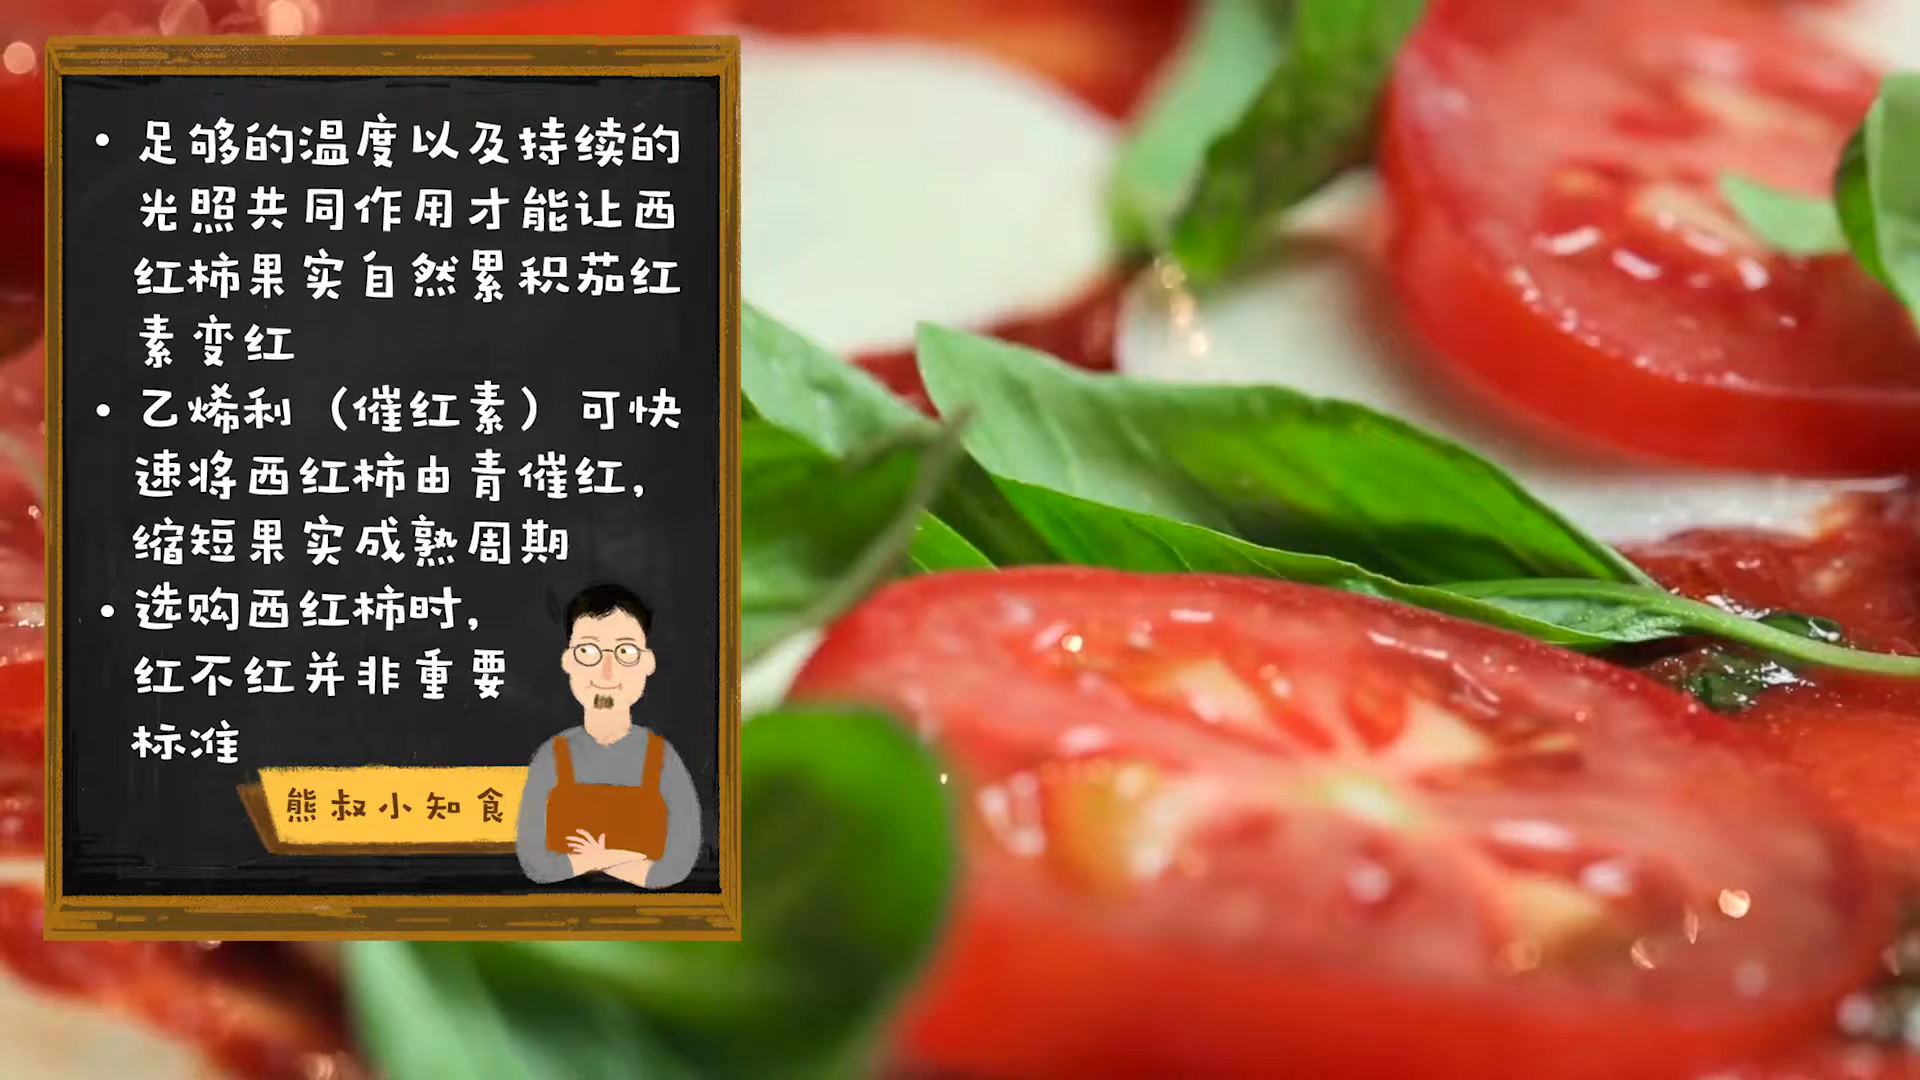 • 足够的温度以及持续的
光照共同作用才能让西
红柿果实自然累积茄红
素变红
• 乙烯利（催红素）可快
速将西红柿由青催红，
缩短果实成熟周期
• 选购西红柿时，
红不红并非重要
标准
熊叔小知食